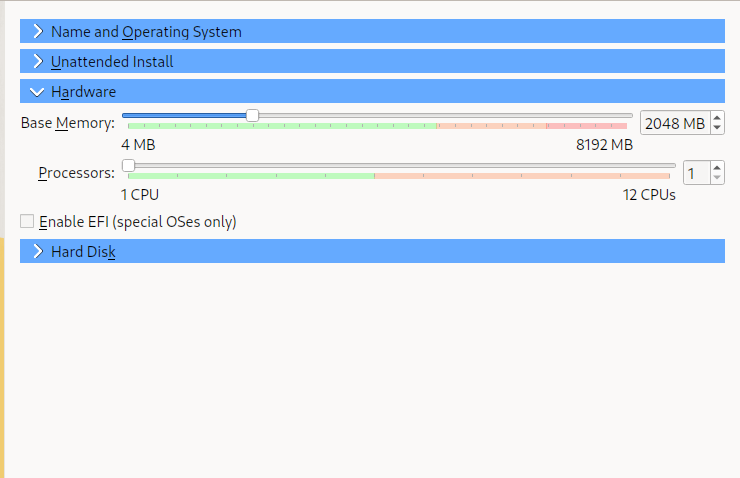 Name and Operating System
Unattended Install
Hardware
Base Memory: 2048 MB
4 MB 8192 MB
Processors: 1
1 CPU 12 CPUs
Enable EFI (special OSes only)
Hard Disk